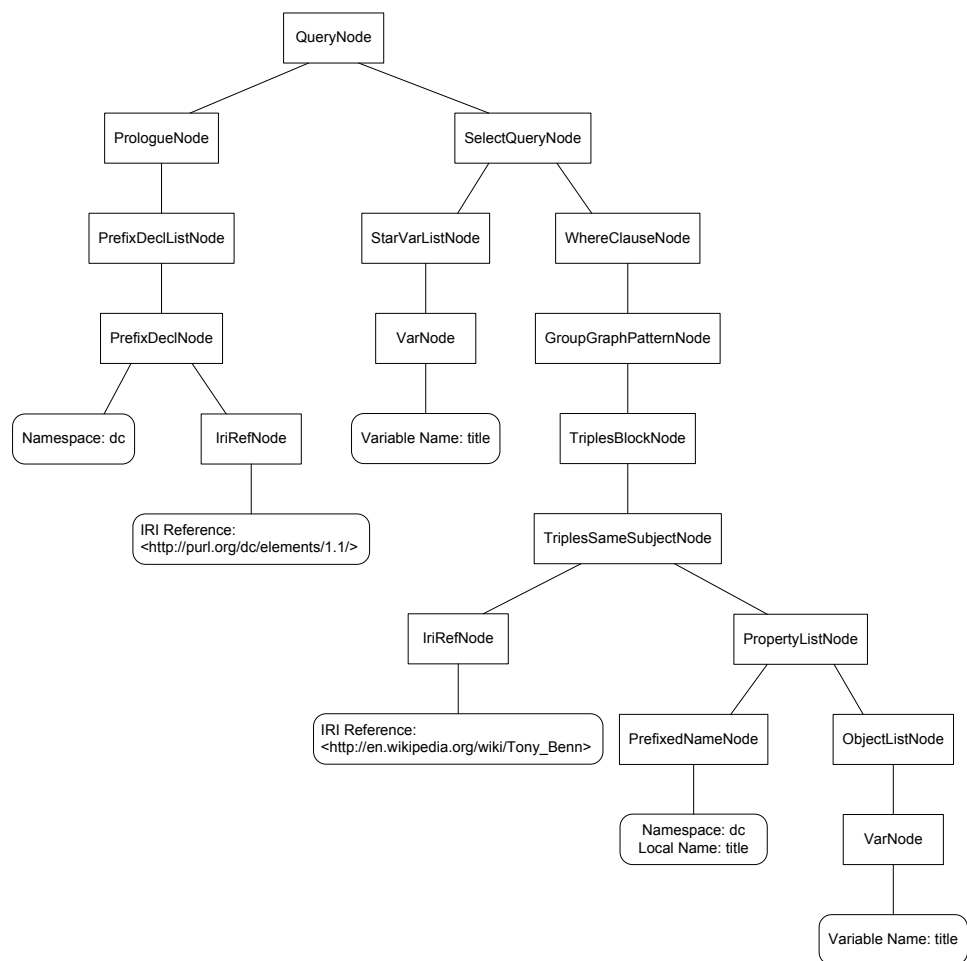 QueryNode
PrologueNode
SelectQueryNode
PrefixDeclListNode
StarVarListNode
WhereClauseNode
PrefixDeclNode
VarNode
GroupGraphPatternNode
Namespace: dc
IriRefNode
Variable Name: title
TriplesBlockNode
IRI Reference:
<http://purl.org/dc/elements/1.1/>
TriplesSameSubjectNode
IriRefNode
PropertyListNode
IRI Reference:
<http://en.wikipedia.org/wiki/Tony_Benn>
PrefixedNameNode
ObjectListNode
Namespace: dc
Local Name: title
VarNode
Variable Name: title